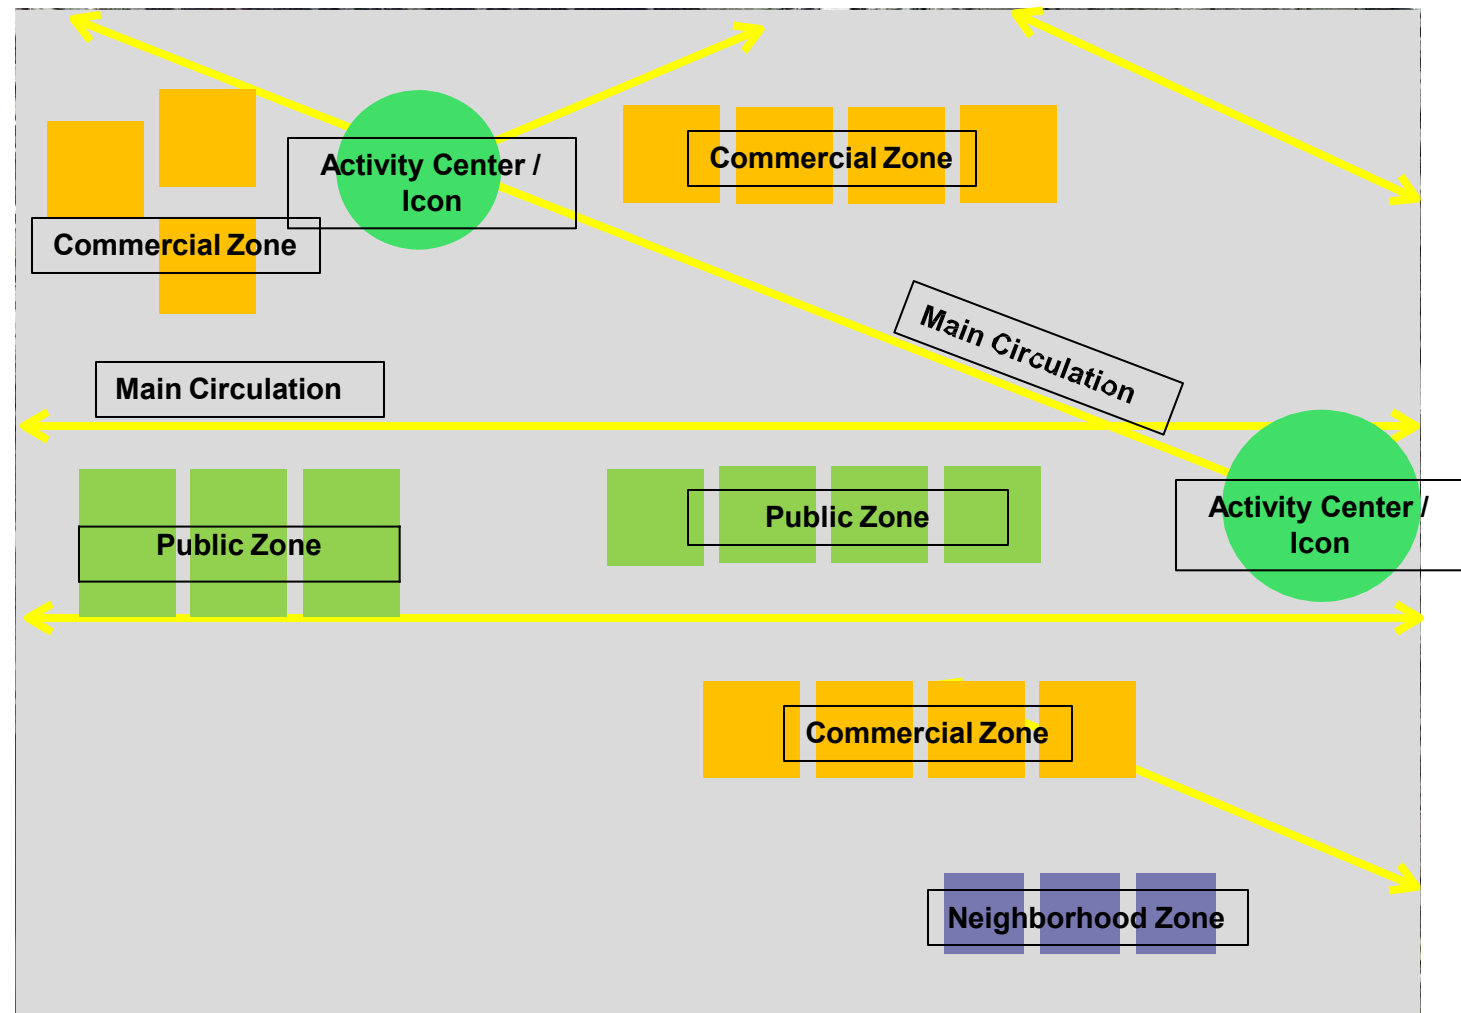 Activity Center /
Icon
Commercial Zone
Commercial Zone
Main Circulation
Main Circulation
Public Zone
Public Zone
Activity Center /
Icon
Commercial Zone
Neighborhood Zone